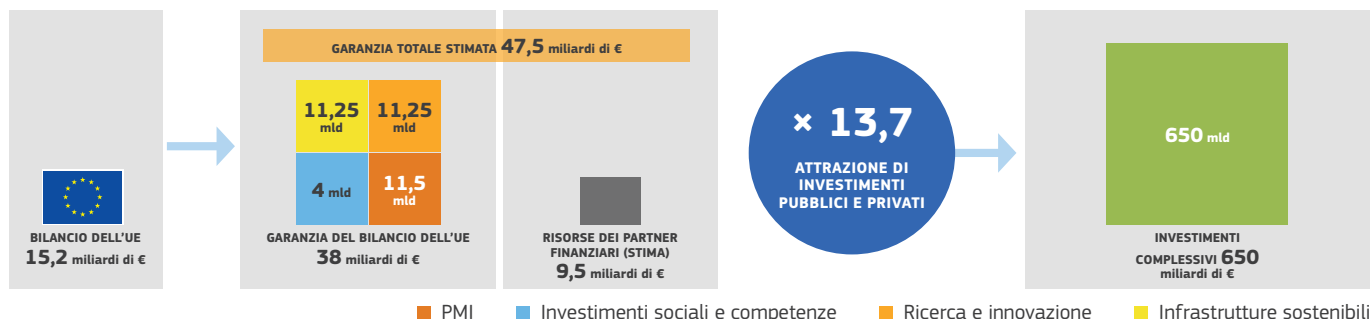 GARANZIA TOTALE STIMATA 47,5 miliardi di €
11,25
mld
11,25
mld
4 mld
11,5
mld
BILANCIO DELL'UE
15,2 miliardi di €
GARANZIA DEL BILANCIO DELL'UE
38 miliardi di €
RISORSE DEI PARTNER
FINANZIARI (STIMA)
9,5 miliardi di €
× 13,7
ATTRAZIONE DI
INVESTIMENTI
PUBBLICI E PRIVATI
650 mld
INVESTIMENTI
COMPLESSIVI 650
miliardi di €
PMI
Investimenti sociali e competenze
Ricerca e innovazione
Infrastrutture sostenibili